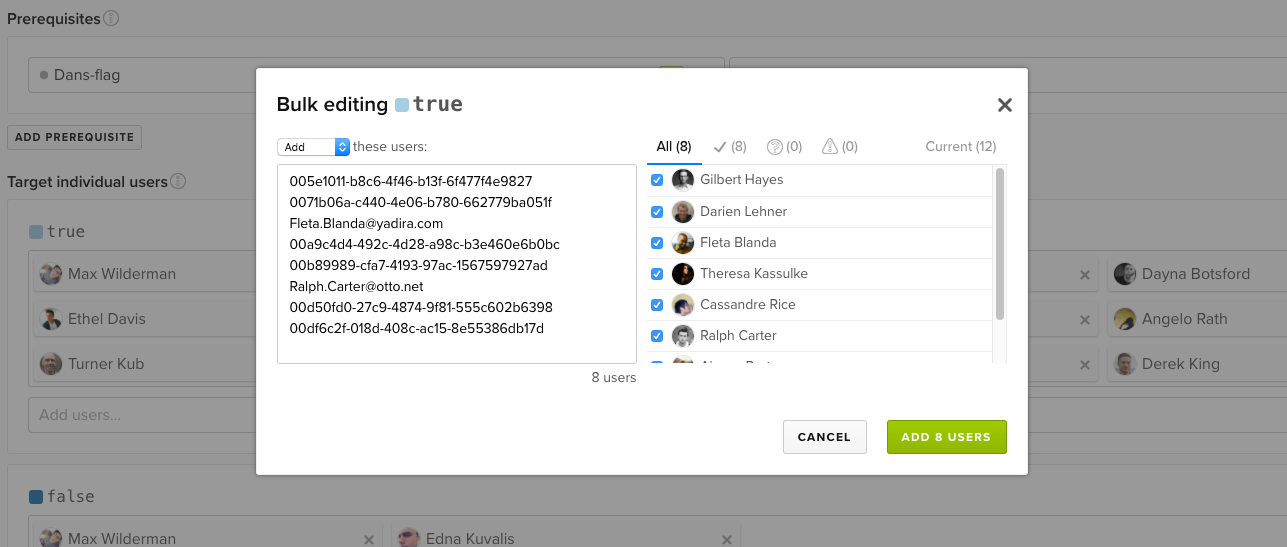 Prerequisites
Dans-flag
ADD PREREQUISITE
Target individual users
true
Max Wilderman
Dayna Botsford
Ethel Davis
Angelo Rath
Turner Kub
Derek King
Add users...
false
Max Wilderman
Edna Kuvalis
Bulk editing true
Add these users:
005e1011-b8c6-4f46-b13f-6f477f4e9827
0071b06a-c440-4e06-b780-662779ba051f
Fleta.Blanda@yadira.com
00a9c4d4-492c-4d28-a98c-b3e460e6b0bc
00b89989-cfa7-4193-97ac-1567597927ad
Ralph.Carter@otto.net
00d50fd0-27c9-4874-9f81-555c602b6398
00df6c2f-018d-408c-ac15-8e55386db17d
8 users
All (8) (8) (0) (0) Current (12)
Gilbert Hayes
Darien Lehner
Fleta Blanda
Theresa Kassulke
Cassandre Rice
Ralph Carter
CANCEL
ADD 8 USERS